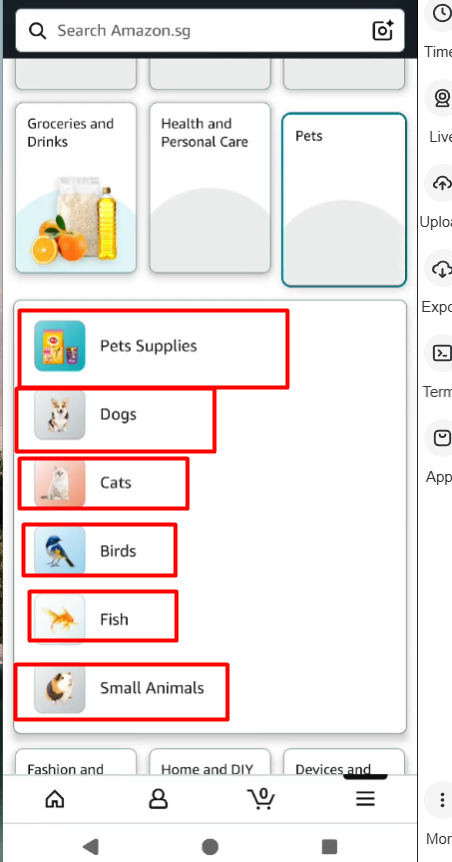 Search Amazon.sg
Groceries and
Drinks
Health and
Personal Care
Pets
Pets Supplies
Dogs
Cats
Birds
Fish
Small Animals
Fashion and
Home and DIY
Devices and
0
Time
Live
Uploa
Expo
Term
App
Mor